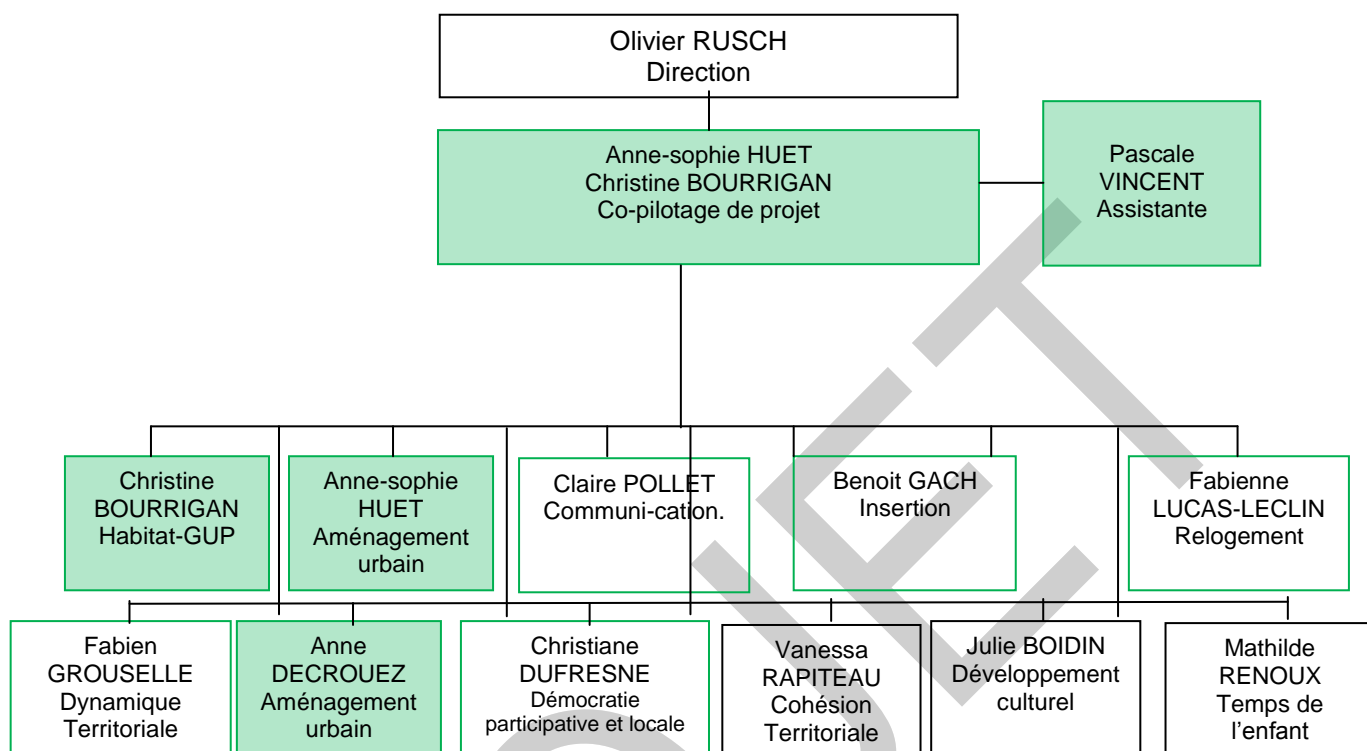 Olivier RUSCH
Direction
Anne-sophie HUET
Christine BOURRIGAN
Co-pilotage de projet
Pascale
VINCENT
Assistante
Christine
BOURRIGAN
Habitat-GUP
Anne-sophie
HUET
Aménagement
urbain
Claire POLLET
Communi-cation.
Benoit GACH
Insertion
Fabienne
LUCAS-LECLIN
Relogement
Fabien
GROUSELLE
Dynamique
Territoriale
Anne
DECROUEZ
Aménagement
urbain
Christiane
DUFRESNE
Démocratie
participative et locale
Vanessa
RAPITEAU
Cohésion
Territoriale
Julie BOIDIN
Développement
culturel
Mathilde
RENOUX
Temps de
l’enfant
JET